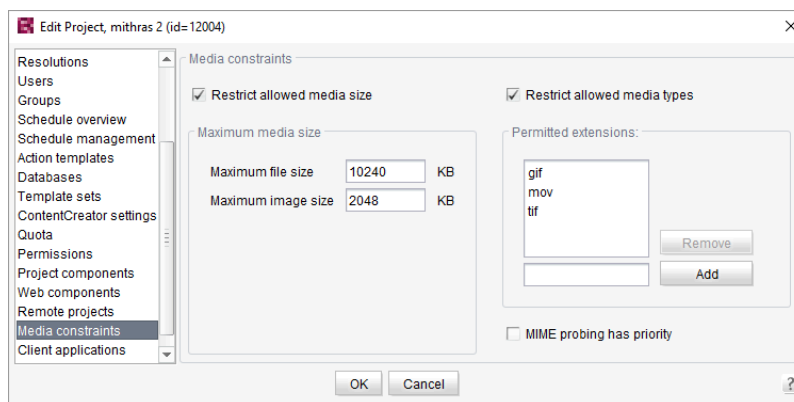 Edit Project, mithras 2 (id=12004)
Resolutions
Users
Groups
Schedule overview
Schedule management
Action templates
Databases
Template sets
ContentCreator settings
Quota
Permissions
Project components
Web components
Remote projects
Media constraints
Client applications
Media constraints
Restrict allowed media size
Restrict allowed media types
Maximum media size
Maximum file size 10240 KB
Maximum image size 2048 KB
Permitted extensions:
gif
mov
tif
Remove
Add
MIME probing has priority
OK Cancel
?